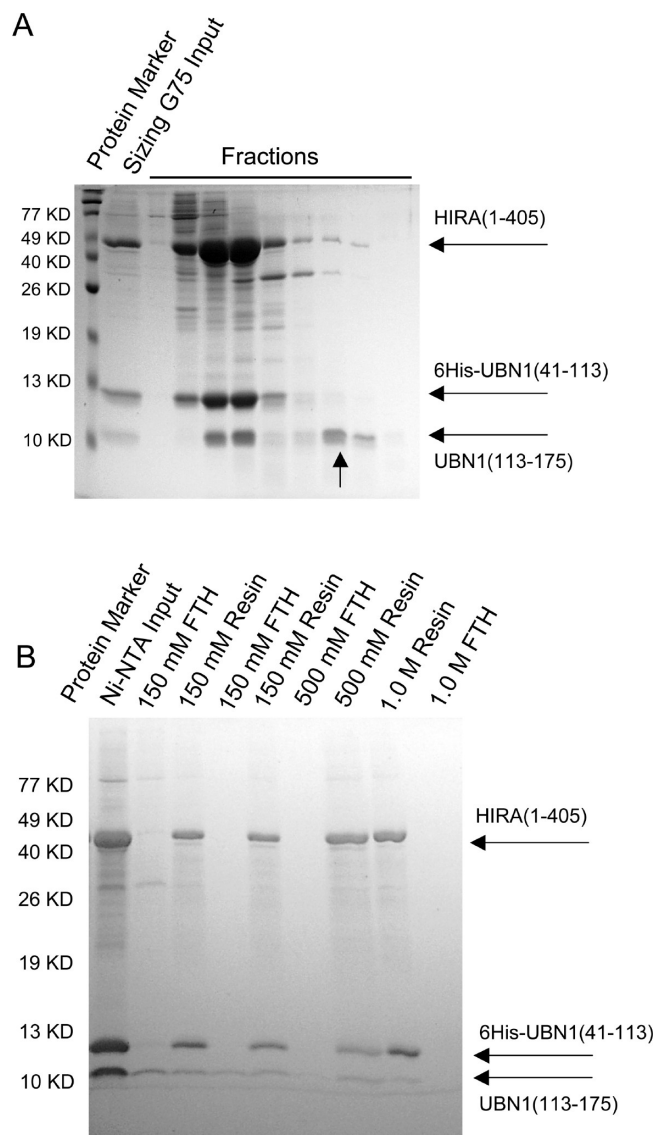 A
Protein Marker
Sizing G75 Input
Fractions
77 KD
49 KD
40 KD
26 KD
19 KD
13 KD
10 KD
HIRA(1-405)
6His-UBN1(41-113)
UBN1(113-175)
B
Protein Marker
Ni-NTA Input
150 mM FTH
150 mM Resin
150 mM FTH
150 mM Resin
500 mM FTH
500 mM Resin
1.0 M Resin
1.0 M FTH
77 KD
49 KD
40 KD
26 KD
19 KD
13 KD
10 KD
HIRA(1-405)
6His-UBN1(41-113)
UBN1(113-175)